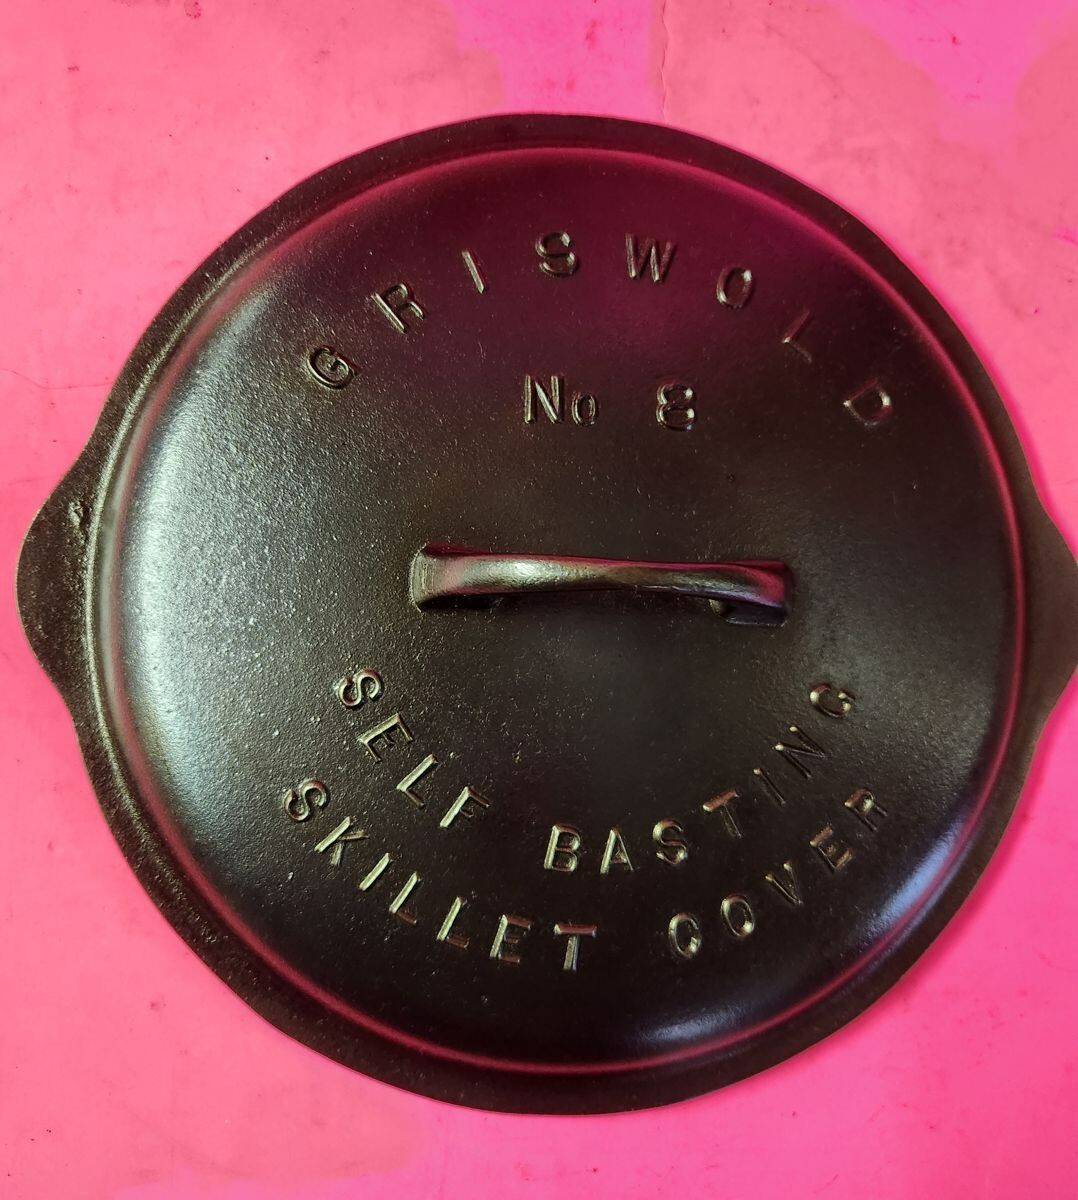 GRISWOLD
No 8
SELF BASTING
SKILLET COVER